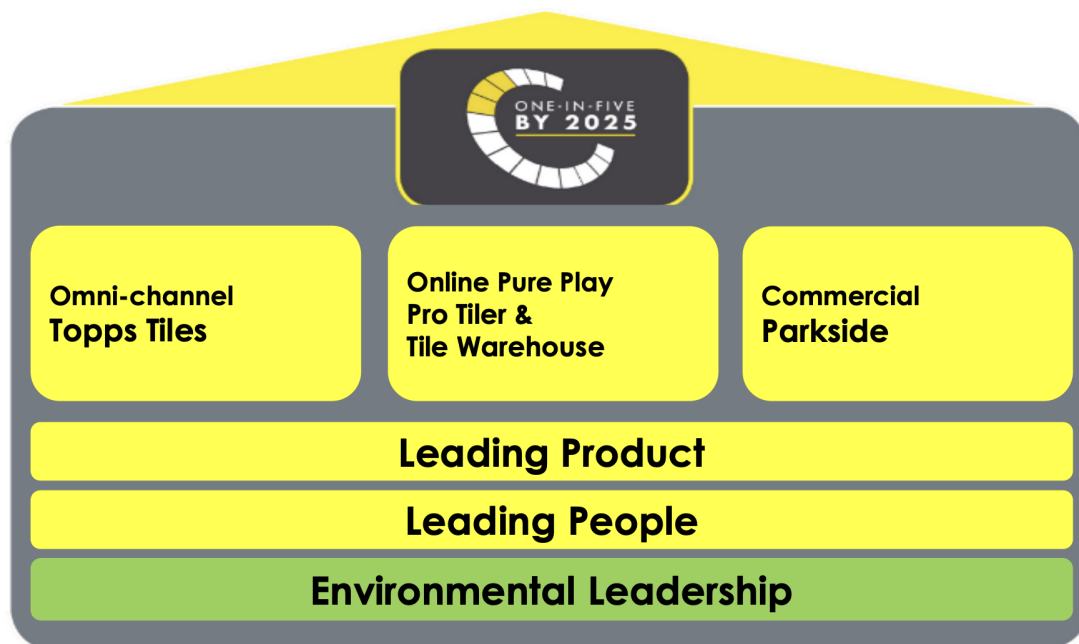 ONE-IN-FIVE
BY 2025
Omni-channel
Topps Tiles
Online Pure Play
Pro Tiler &
Tile Warehouse
Commercial
Parkside
Leading Product
Leading People
Environmental Leadership